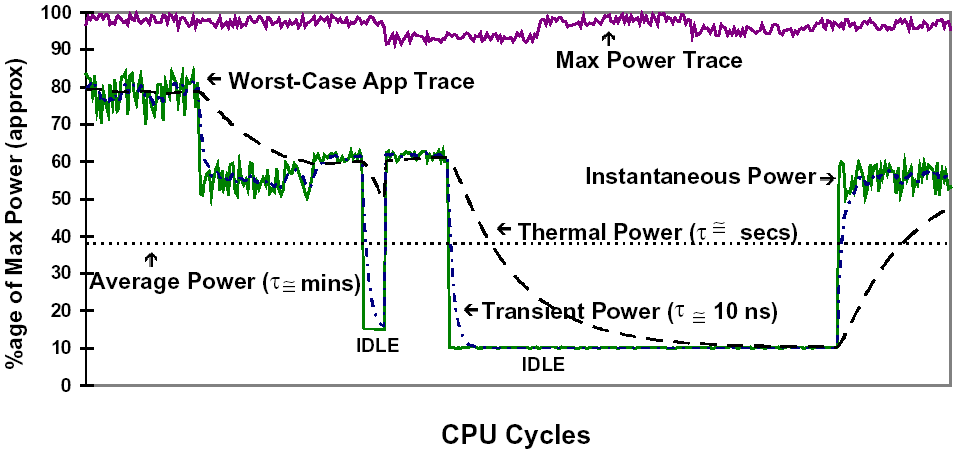 100
90
80
70
60
50
40
30
20
10
0
%age of Max Power (approx)
Max Power Trace
Worst-Case App Trace
Instantaneous Power
Thermal Power (τ ≅ secs)
Average Power (τ ≅ mins)
Transient Power (τ ≅ 10 ns)
IDLE
IDLE
CPU Cycles